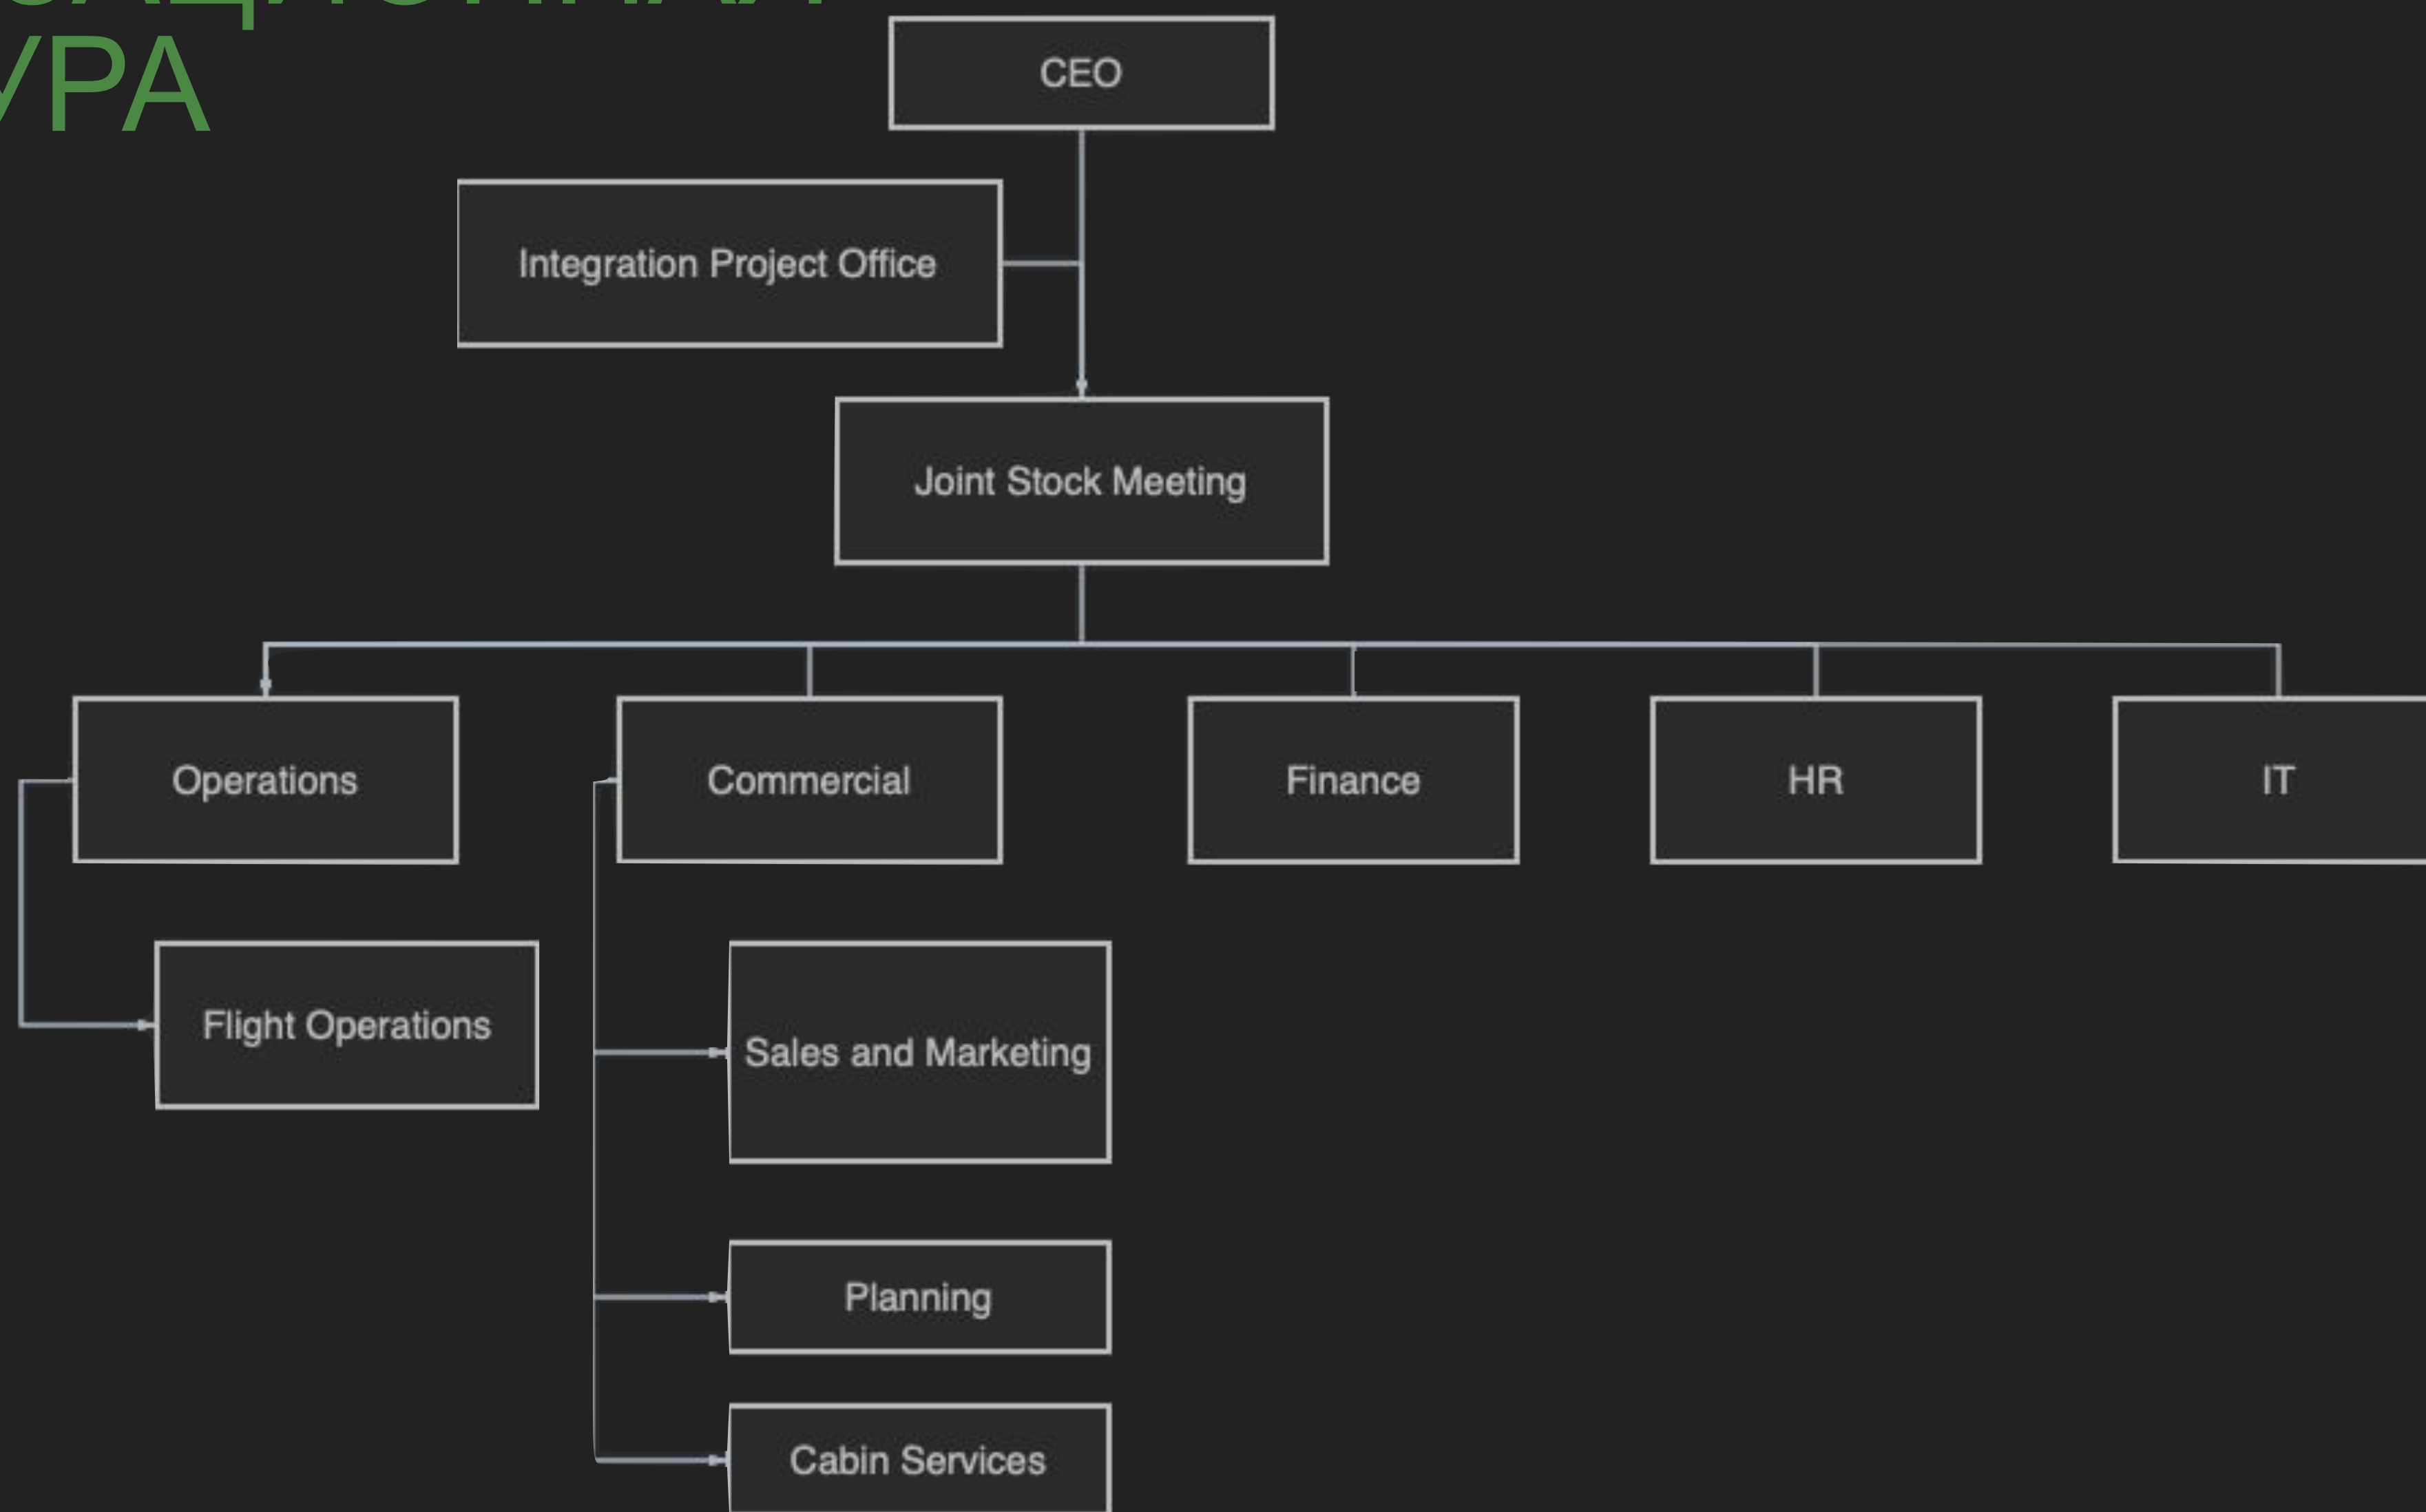 УРА
CEO
Integration Project Office
Joint Stock Meeting
Operations
Commercial
Finance
HR
IT
Flight Operations
Sales and Marketing
Planning
Cabin Services